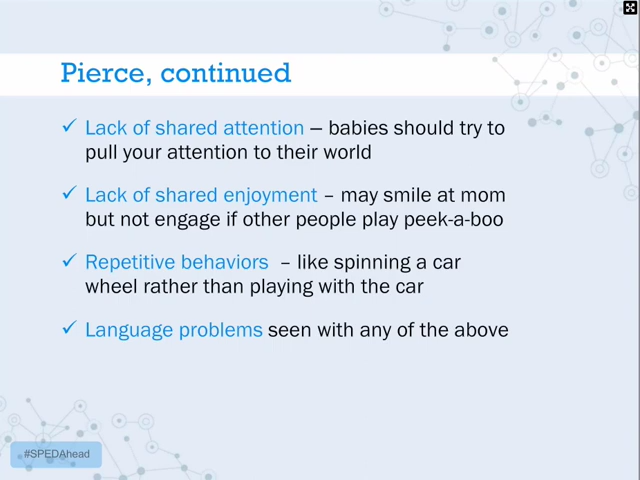 Pierce, continued
✓ Lack of shared attention – babies should try to
pull your attention to their world
✓ Lack of shared enjoyment – may smile at mom
but not engage if other people play peek-a-boo
✓ Repetitive behaviors – like spinning a car
wheel rather than playing with the car
✓ Language problems seen with any of the above
#SPEDAhead